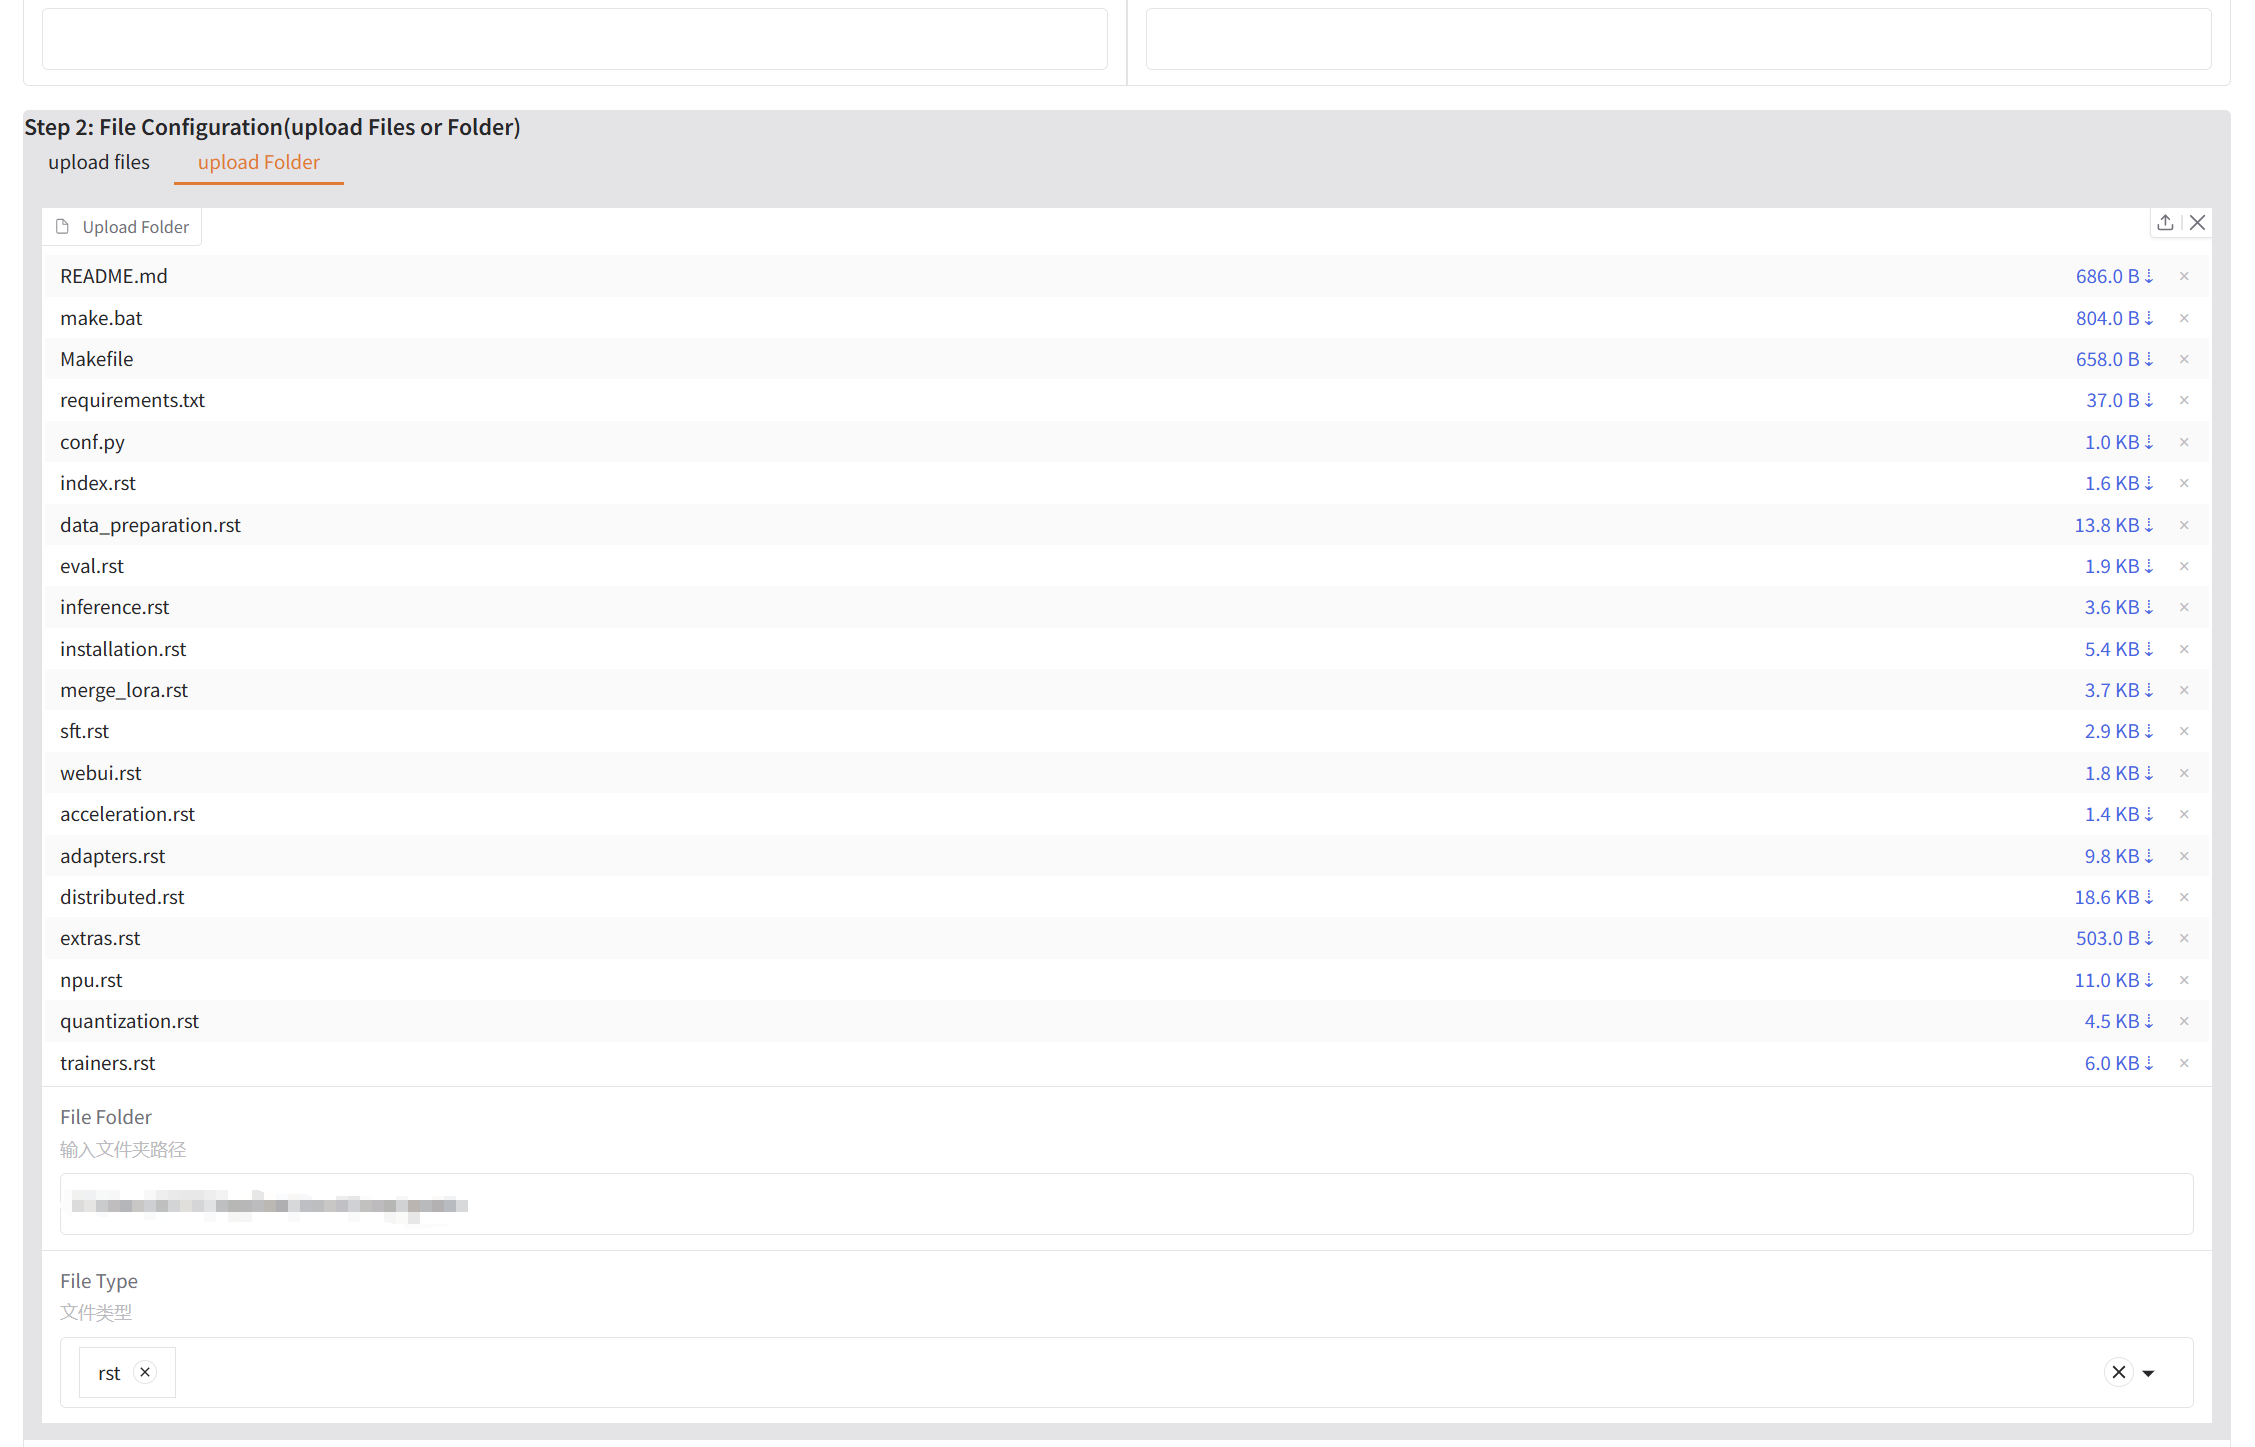 Step 2: File Configuration(upload Files or Folder)
upload files upload Folder
Upload Folder
README.md 686.0 B⇣ ×
make.bat 804.0 B⇣ ×
Makefile 658.0 B⇣ ×
requirements.txt 37.0 B⇣ ×
conf.py 1.0 KB⇣ ×
index.rst 1.6 KB⇣ ×
data_preparation.rst 13.8 KB⇣ ×
eval.rst 1.9 KB⇣ ×
inference.rst 3.6 KB⇣ ×
installation.rst 5.4 KB⇣ ×
merge_lora.rst 3.7 KB⇣ ×
sft.rst 2.9 KB⇣ ×
webui.rst 1.8 KB⇣ ×
acceleration.rst 1.4 KB⇣ ×
adapters.rst 9.8 KB⇣ ×
distributed.rst 18.6 KB⇣ ×
extras.rst 503.0 B⇣ ×
npu.rst 11.0 KB⇣ ×
quantization.rst 4.5 KB⇣ ×
trainers.rst 6.0 KB⇣ ×
File Folder
输入文件夹路径
File Type
文件类型
rst